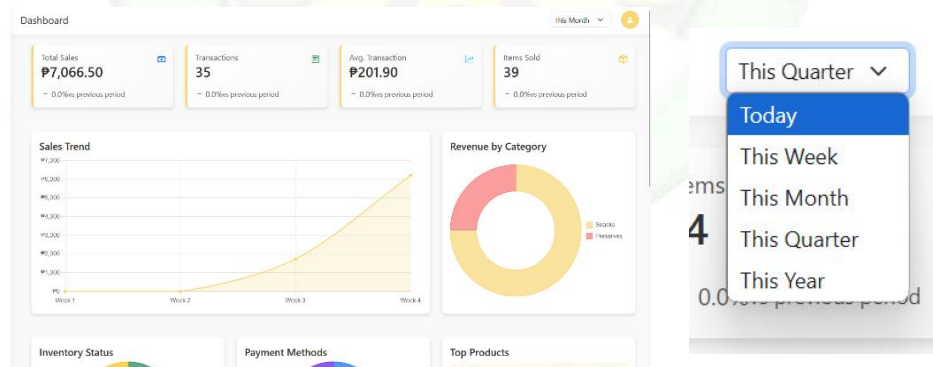 Dashboard
This Month
Total Sales
₱7,066.50
– 0.0%vs previous period
Transactions
35
– 0.0%vs previous period
Avg. Transaction
₱201.90
– 0.0%vs previous period
Items Sold
39
– 0.0%vs previous period
Sales Trend
₱7,000
₱6,000
₱5,000
₱4,000
₱3,000
₱2,000
₱1,000
₱0
Week 1
Week 2
Week 3
Week 4
Revenue by Category
Snacks
Preserves
Inventory Status
Payment Methods
Top Products
This Quarter
Today
This Week
This Month
This Quarter
This Year
ems
4
0.0%vs previous period